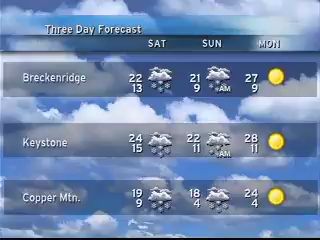 Three Day Forecast
SAT SUN MON
Breckenridge 22 21 27
13 9 AM 9
Keystone 24 22 28
15 11 AM 11
Copper Mtn. 19 18 24
9 4 4